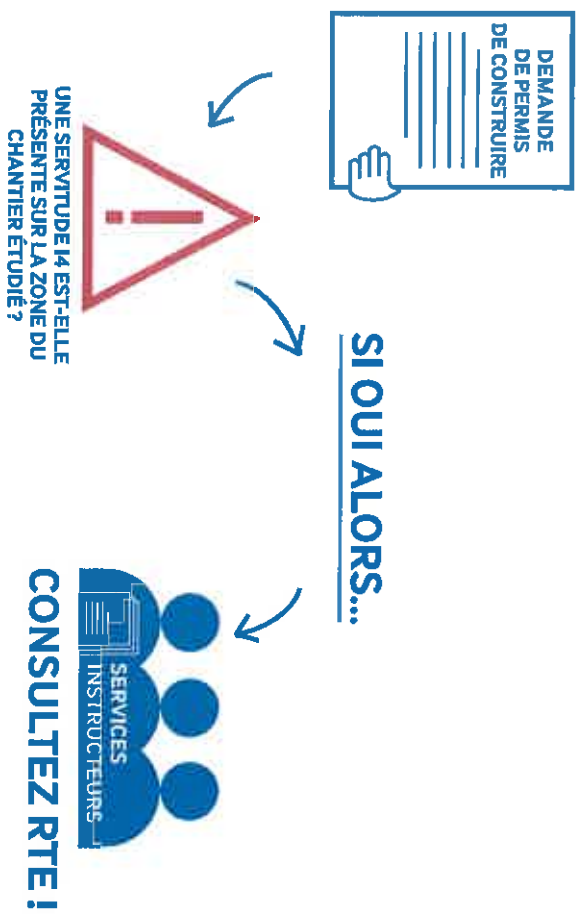 DEMANDE
DE PERMIS
DE CONSTRUIRE
UNE SERVITUDE I4 EST-ELLE
PRÉSENTE SUR LA ZONE DU
CHANTIER ÉTUDIÉ ?
SI OUI ALORS...
SERVICES
INSTRUCTEURS
CONSULTEZ RTE !